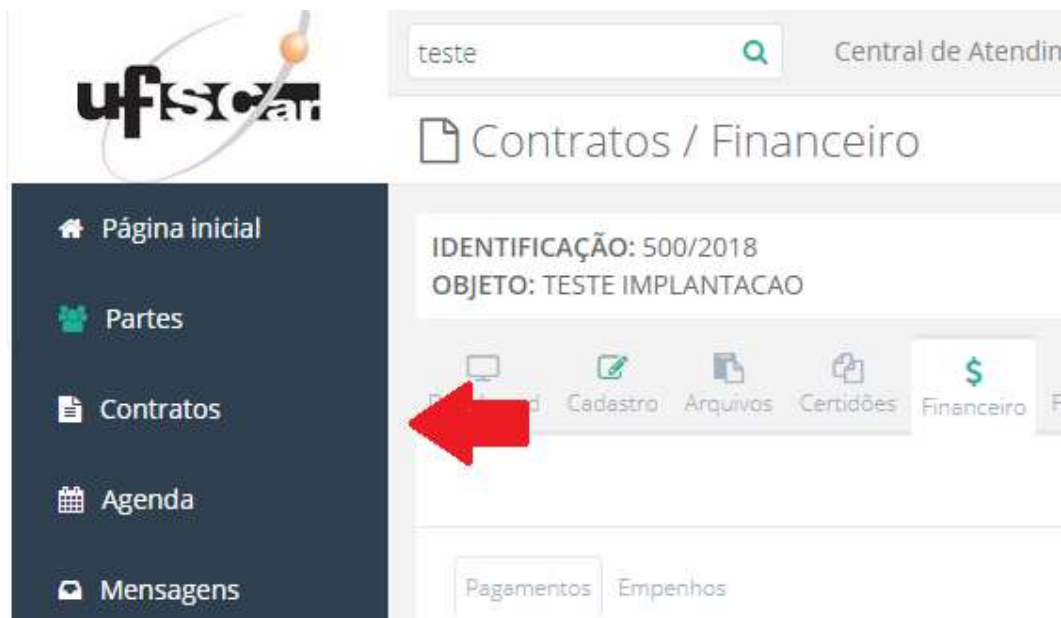 ufscar
teste
Central de
Contratos / Financeiro
Página inicial
Partes
Contratos
Agenda
Mensagens
IDENTIFICAÇÃO: 500/2018
OBJETO: TESTE IMPLANTACAO
Cadastro Arquivos Certidões Financeiro
Pagamentos Empenhos